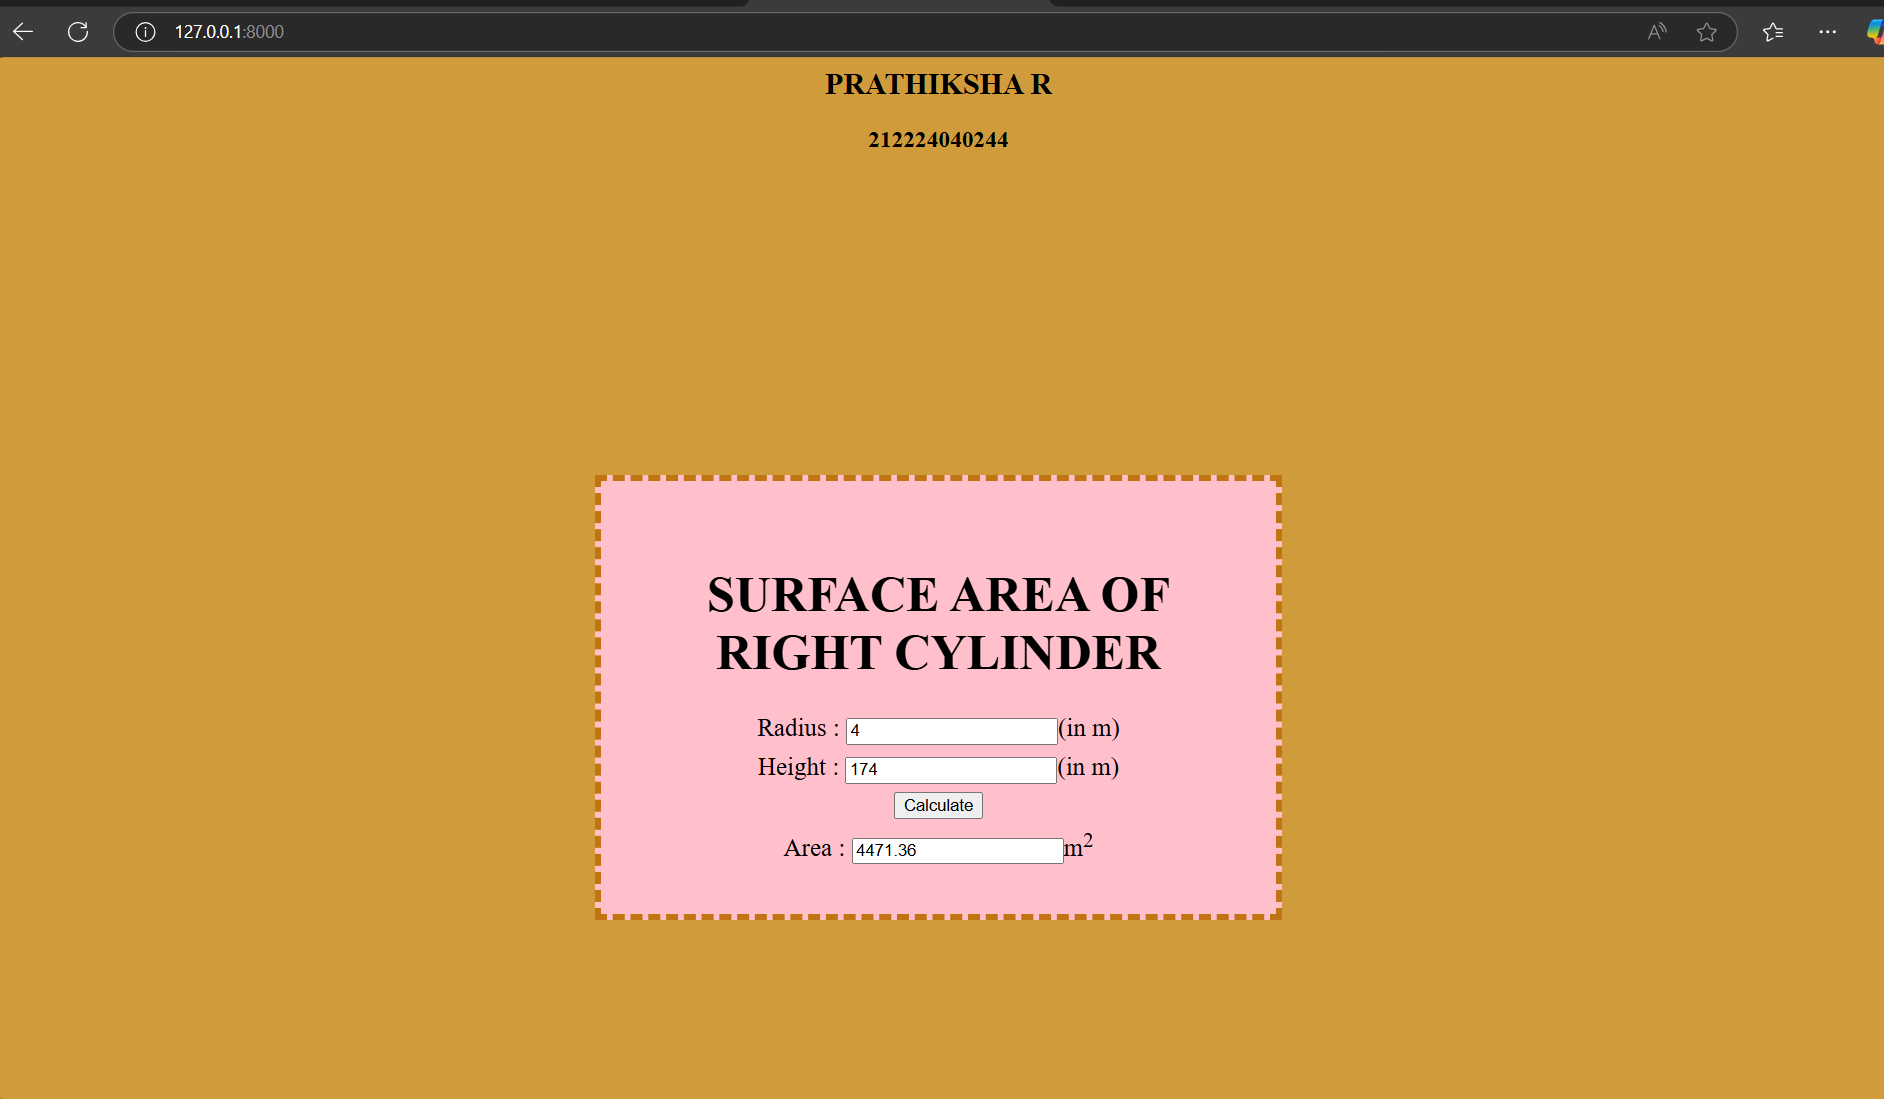 127.0.0.1:8000
PRATHIKSHA R
212224040244
SURFACE AREA OF
RIGHT CYLINDER
Radius : 4 (in m)
Height : 174 (in m)
Calculate
Area : 4471.36 m²